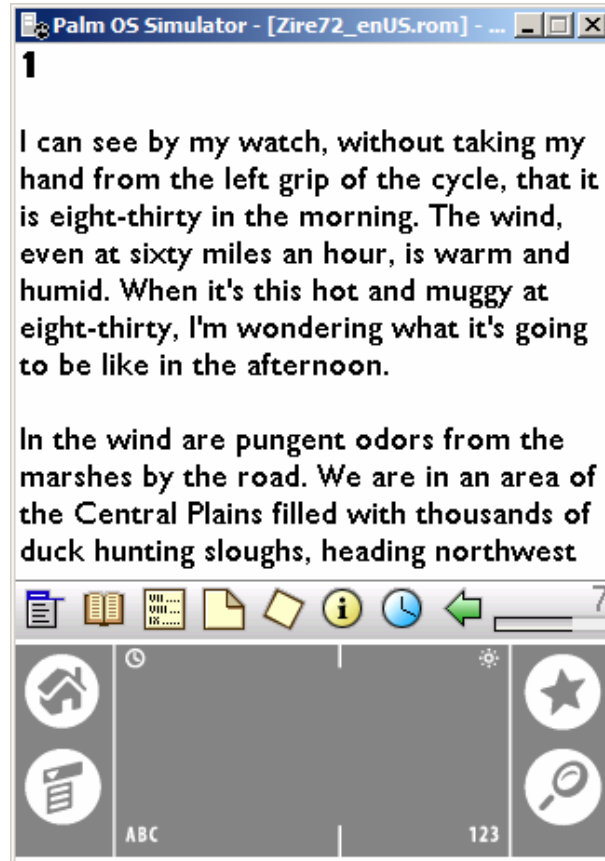 Palm OS Simulator - [Zire72_enUS.rom] - ...
1
I can see by my watch, without taking my
hand from the left grip of the cycle, that it
is eight-thirty in the morning. The wind,
even at sixty miles an hour, is warm and
humid. When it's this hot and muggy at
eight-thirty, I'm wondering what it's going
to be like in the afternoon.
In the wind are pungent odors from the
marshes by the road. We are in an area of
the Central Plains filled with thousands of
duck hunting sloughs, heading northwest
7
ABC 123